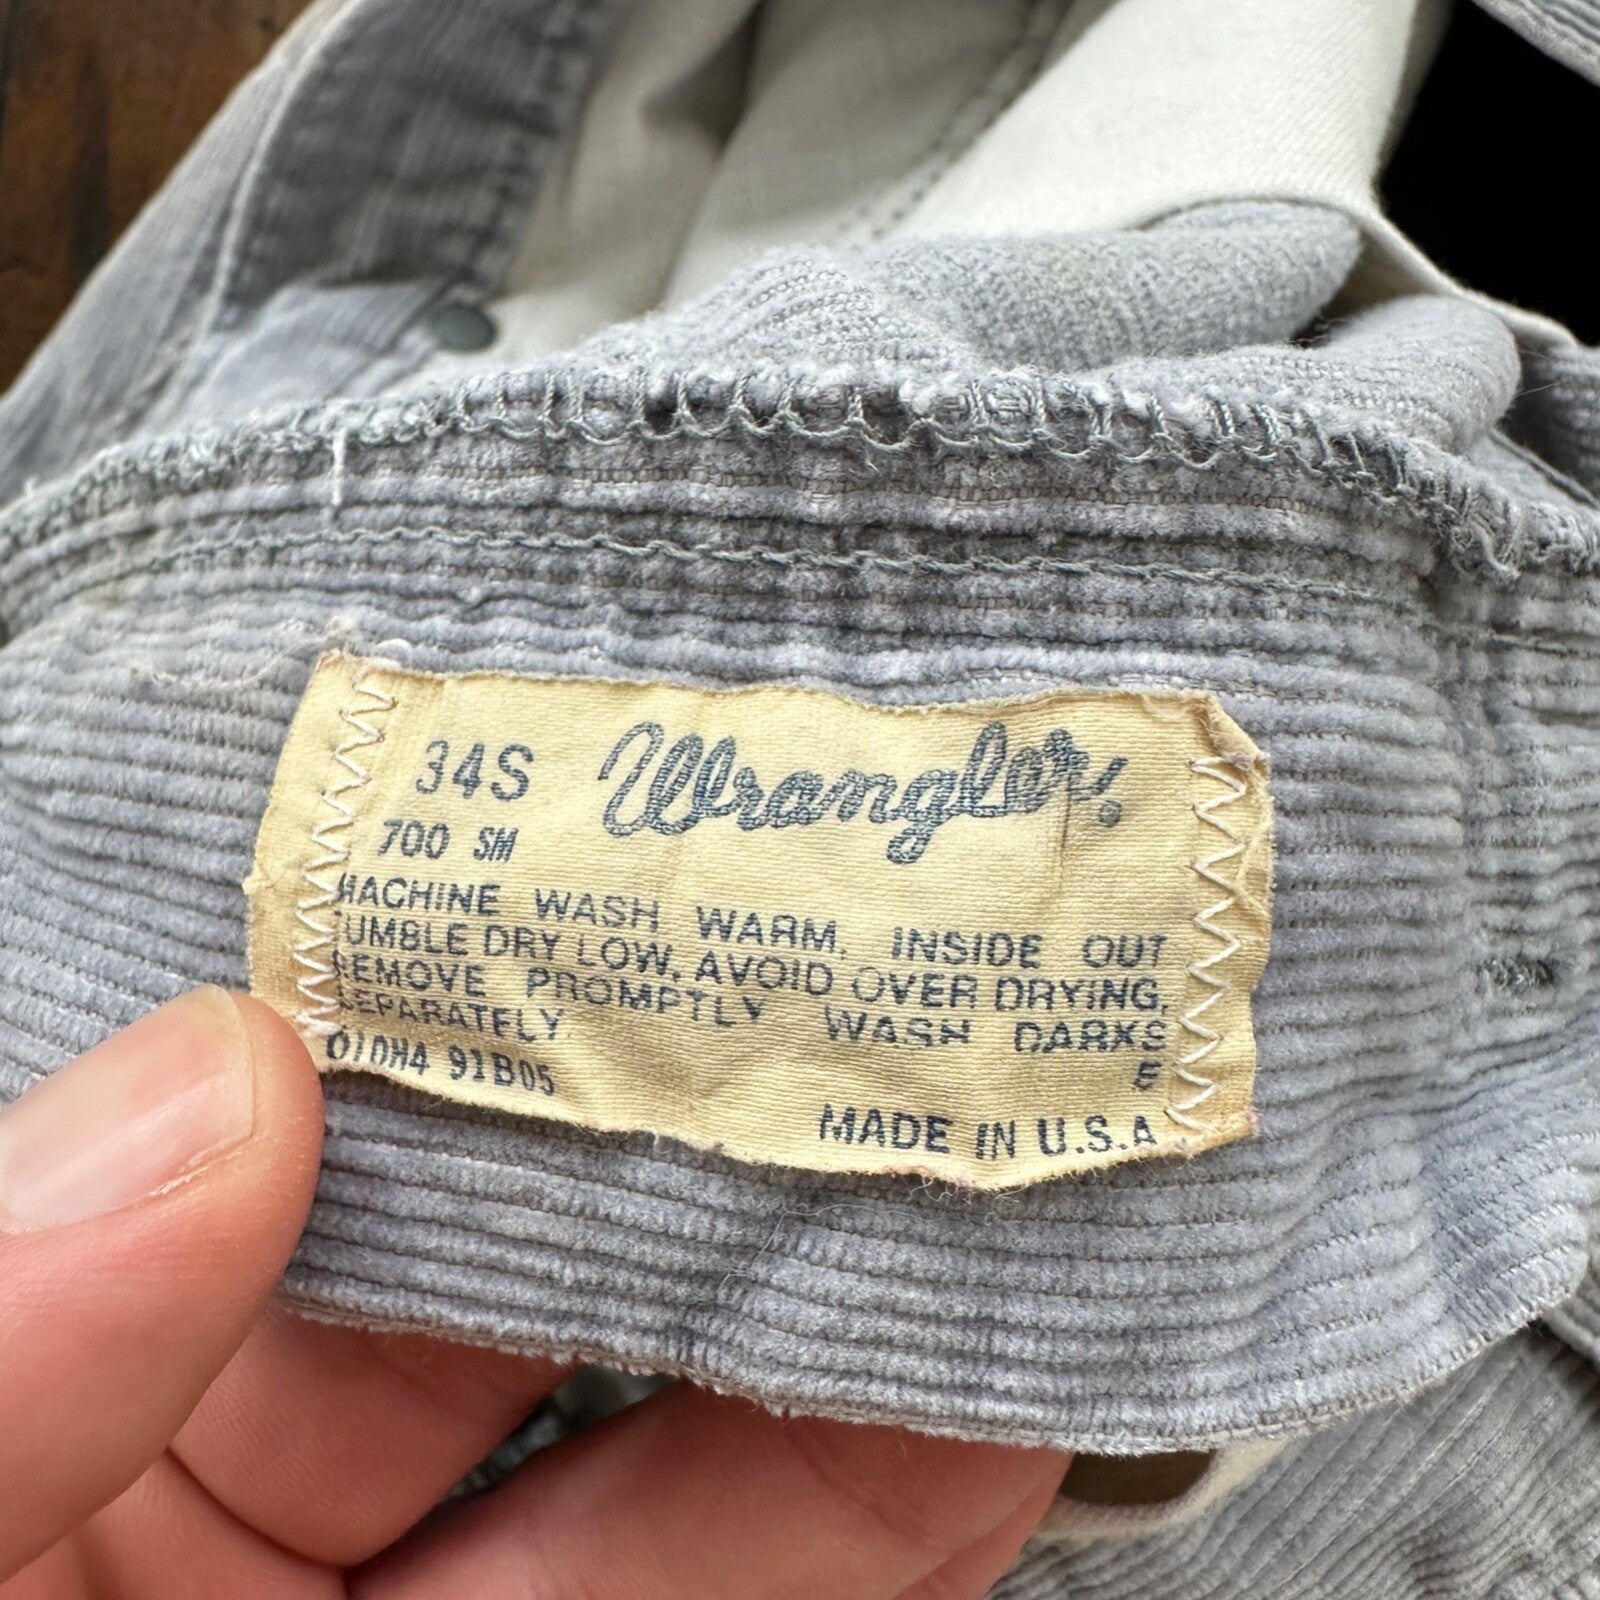 34S Wrangler.
700 SM
MACHINE WASH WARM, INSIDE OUT
TUMBLE DRY LOW, AVOID OVER DRYING,
REMOVE PROMPTLY WASH DARKS
SEPARATELY
E
010H4 91B05
MADE IN U.S.A